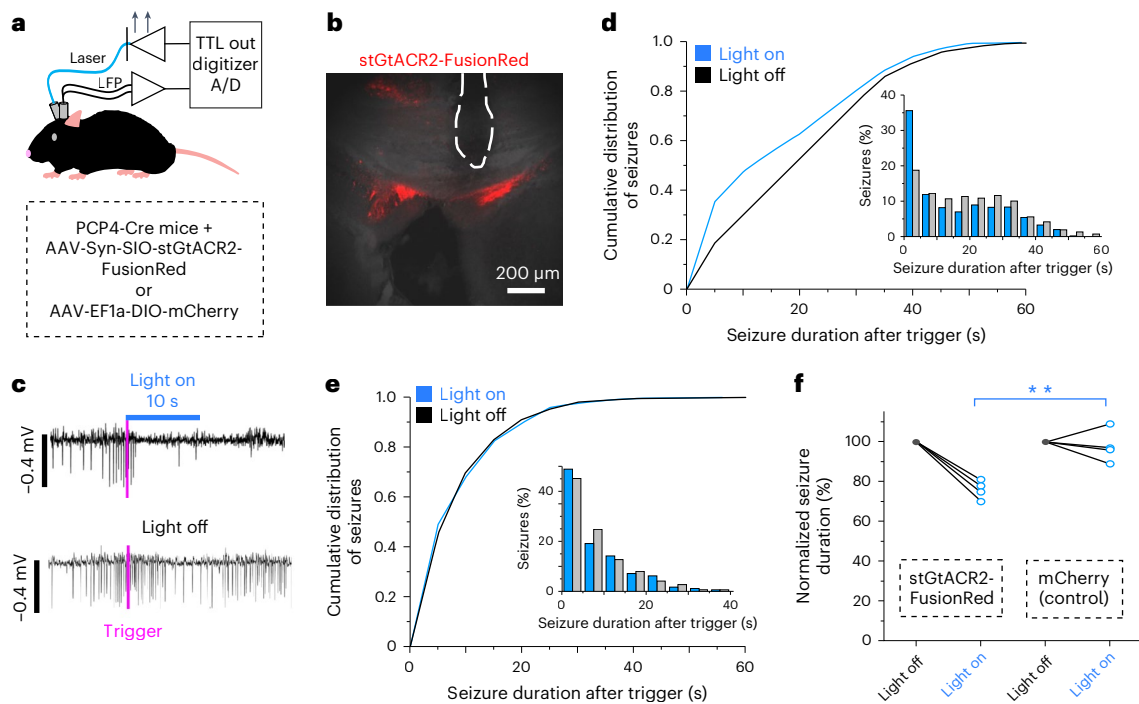 a
Laser
LFP
TTL out
digitizer
A/D
PCP4-Cre mice +
AAV-Syn-SIO-stGtACR2-
FusionRed
or
AAV-EF1a-DIO-mCherry
b
stGtACR2-FusionRed
200 µm
c
Light on
10 s
−0.4 mV
Light off
−0.4 mV
Trigger
d
Light on
Light off
Cumulative distribution
of seizures
1.0
0.8
0.6
0.4
0.2
0
0
20
40
60
Seizure duration after trigger (s)
Seizures (%)
40
30
20
10
0
0
10
20
30
40
50
60
Seizure duration after trigger (s)
e
Light on
Light off
Cumulative distribution
of seizures
1.0
0.8
0.6
0.4
0.2
0
0
20
40
60
Seizure duration after trigger (s)
Seizures (%)
40
20
0
0
20
40
Seizure duration after trigger (s)
f
**
Normalized seizure
duration (%)
100
80
60
40
20
0
stGtACR2-
FusionRed
mCherry
(control)
Light off
Light on
Light off
Light on